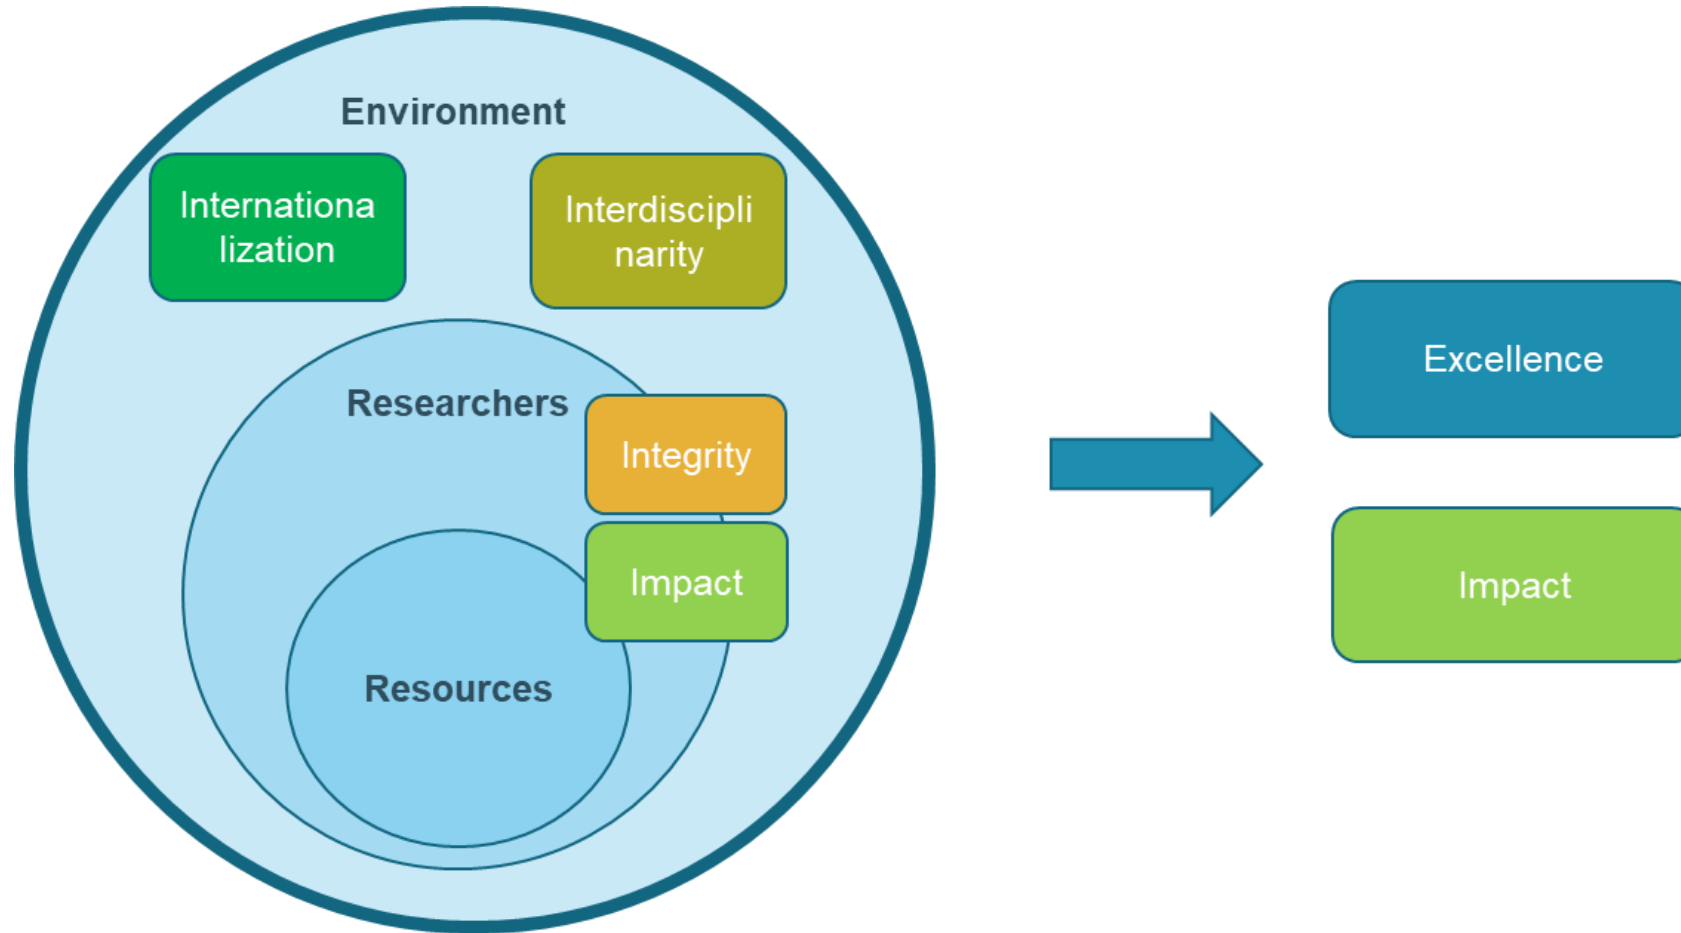 Environment
Internationa
lization
Interdiscipli
narity
Researchers
Integrity
Impact
Resources
Excellence
Impact